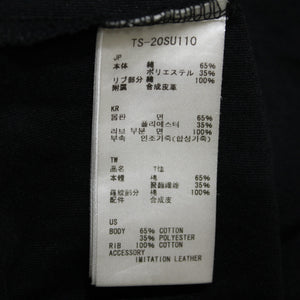 TS-20SU110
JP
本体 綿 65%
ポリエステル 35%
リブ部分 綿 100%
附属 合成皮革
KR
몸판 면 65%
폴리에스터 35%
리브 부분 면 100%
부속 인조가죽(합성가죽)
TW
品名 T恤
本體 棉 65%
聚酯纖維 35%
羅紋部分 棉 100%
配件 合成皮
US
BODY 65% COTTON
35% POLYESTER
RIB 100% COTTON
ACCESSORY
IMITATION LEATHER